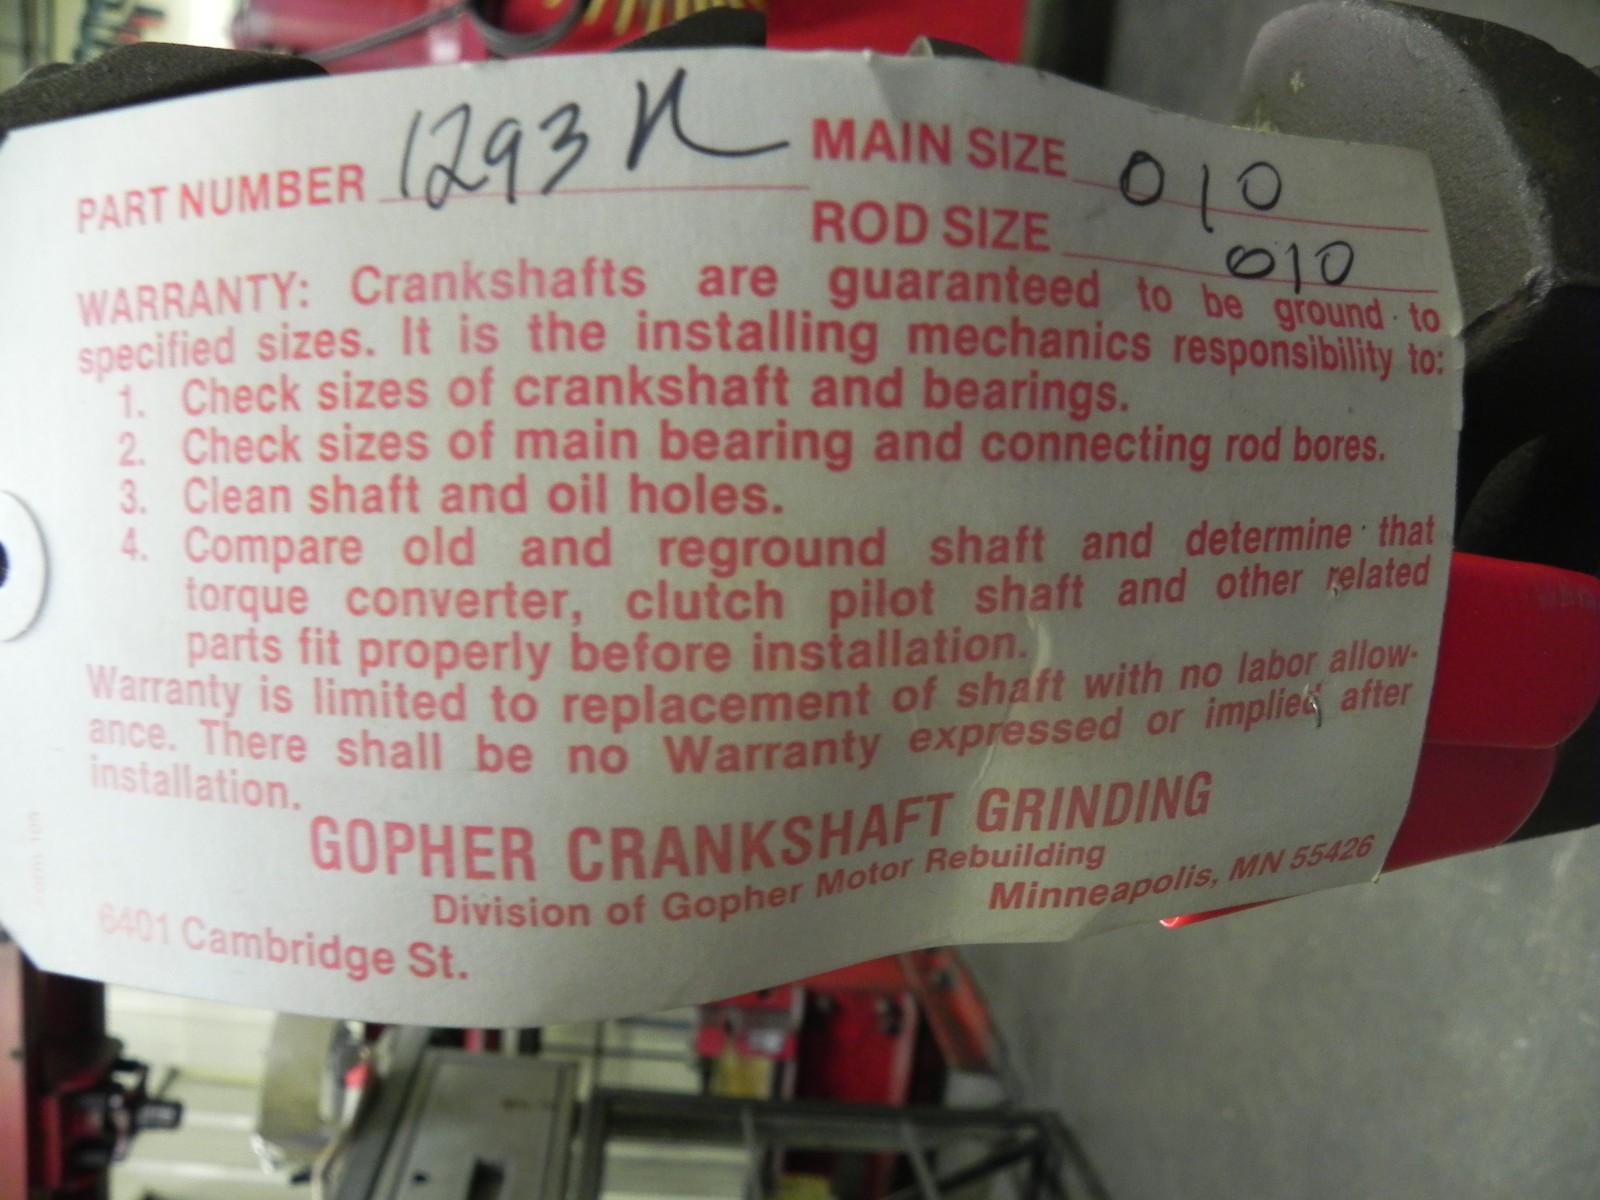 PART NUMBER 1293 N MAIN SIZE 010
ROD SIZE 010
WARRANTY: Crankshafts are guaranteed to be ground to
specified sizes. It is the installing mechanics responsibility to:
1. Check sizes of crankshaft and bearings.
2. Check sizes of main bearing and connecting rod bores.
3. Clean shaft and oil holes.
4. Compare old and reground shaft and determine that
torque converter, clutch pilot shaft and other related
parts fit properly before installation.
Warranty is limited to replacement of shaft with no labor allow-
ance. There shall be no Warranty expressed or implied after
installation.
GOPHER CRANKSHAFT GRINDING
Division of Gopher Motor Rebuilding
6401 Cambridge St. Minneapolis, MN 55426